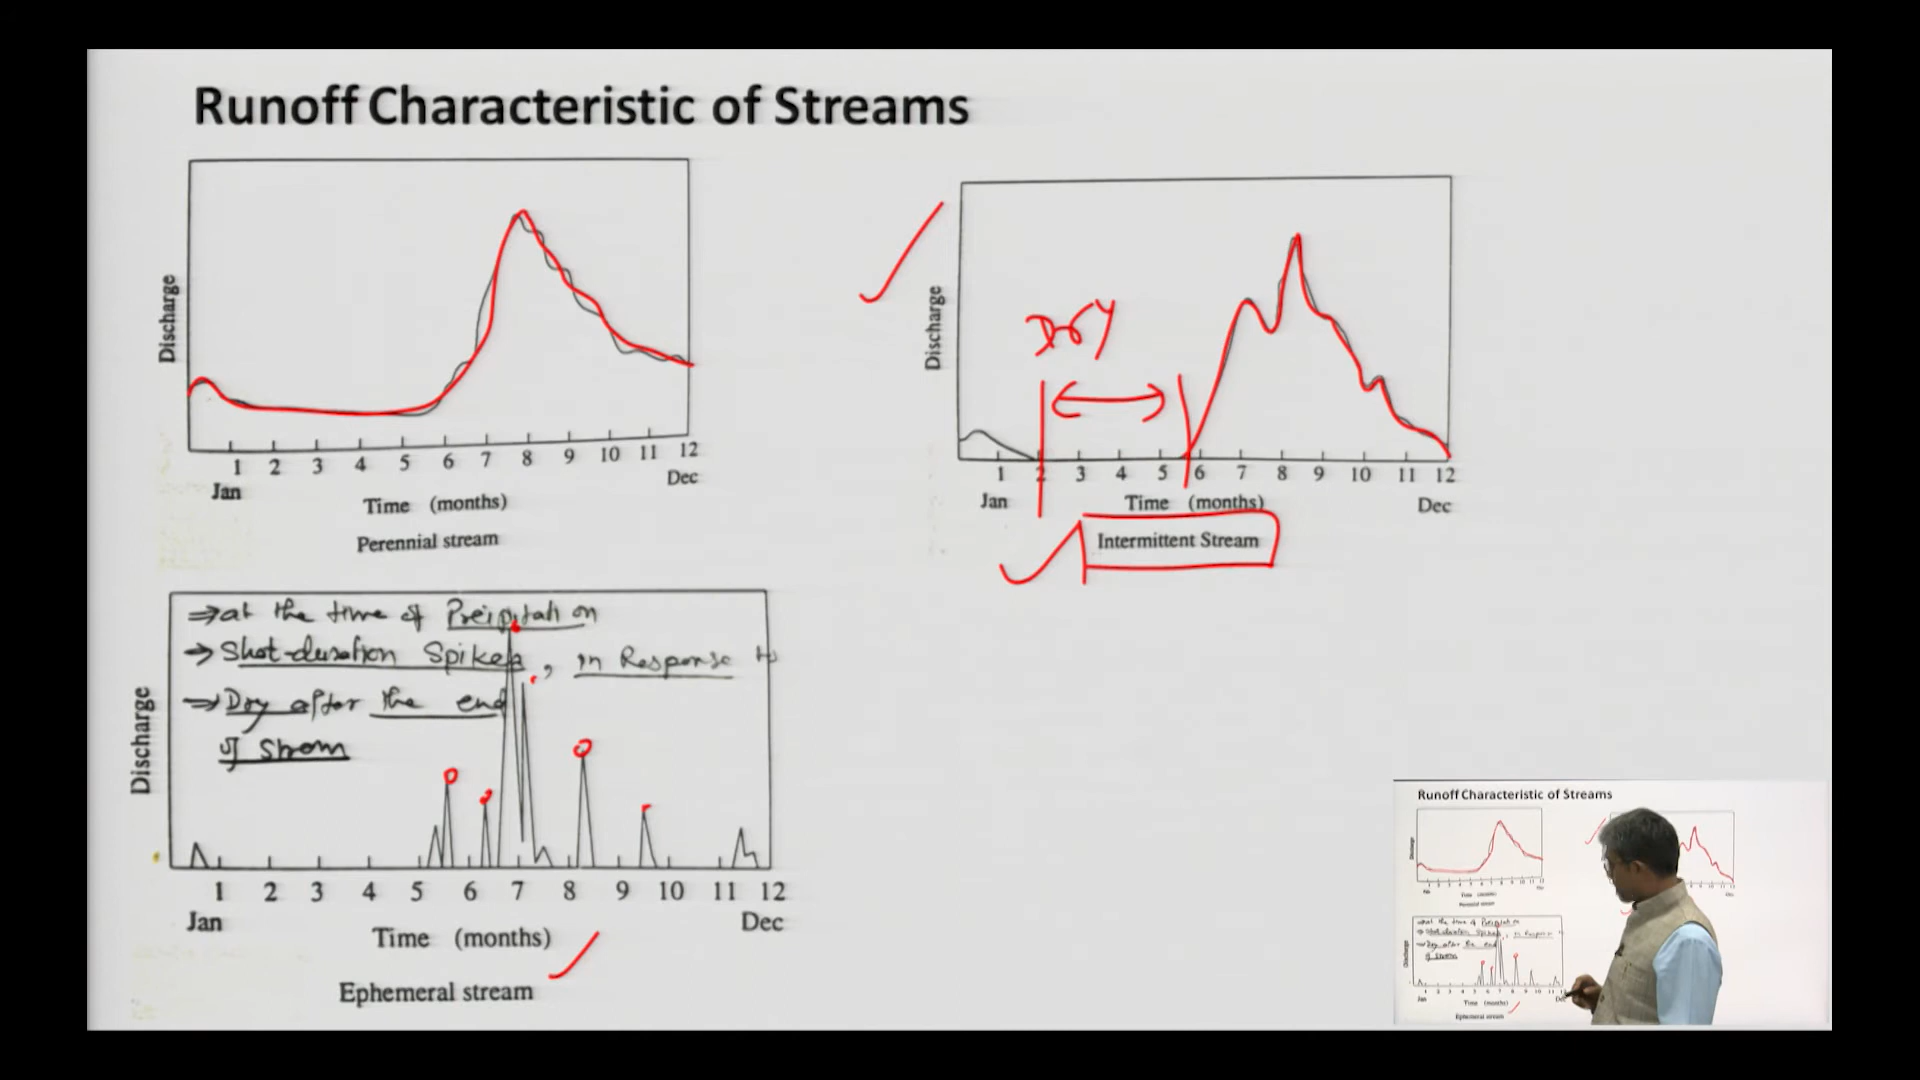 Runoff Characteristic of Streams
Discharge
1 2 3 4 5 6 7 8 9 10 11 12
Jan Dec
Time (months)
Perennial stream
Discharge
Dry
1 2 3 4 5 6 7 8 9 10 11 12
Jan Time (months) Dec
Intermittent Stream
⇒ at the time of Preipitation
→ Shot-duration Spikes, in Response to
→ Dry after the end
of Strom
Discharge
1 2 3 4 5 6 7 8 9 10 11 12
Jan Dec
Time (months)
Ephemeral stream
Runoff Characteristic of Streams